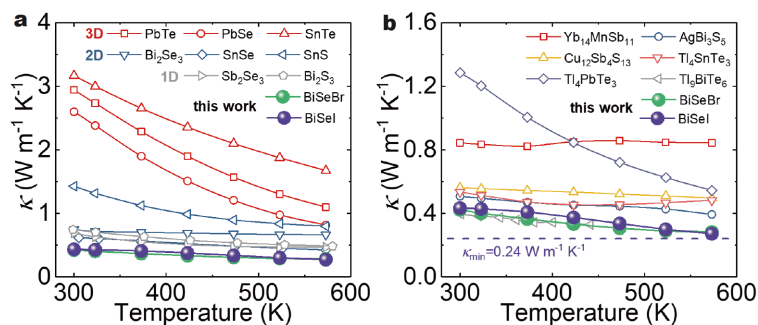 a
κ (W m⁻¹ K⁻¹)
4
3
2
1
0
3D PbTe PbSe SnTe
2D Bi₂Se₃ SnSe SnS
1D Sb₂Se₃ Bi₂S₃
this work BiSeBr
BiSeI
300 400 500 600
Temperature (K)
b
κ (W m⁻¹ K⁻¹)
1.6
1.2
0.8
0.4
0.0
Yb₁₄MnSb₁₁ AgBi₃S₅
Cu₁₂Sb₄S₁₃ Tl₄SnTe₃
Tl₄PbTe₃ Tl₉BiTe₆
this work BiSeBr
BiSeI
κmin=0.24 W m⁻¹ K⁻¹
300 400 500 600
Temperature (K)